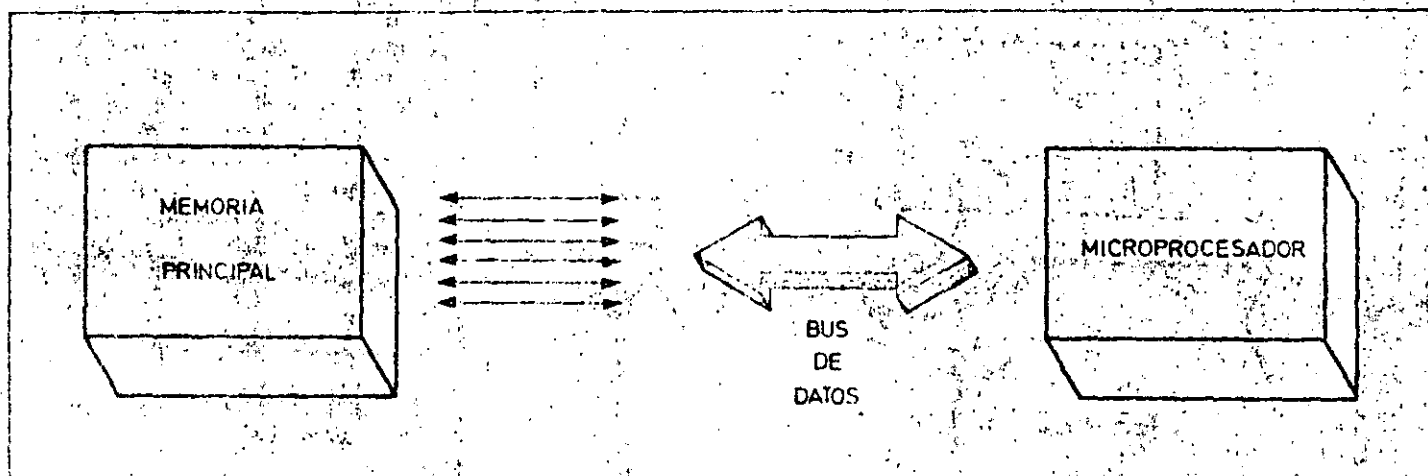 MEMORIA
PRINCIPAL
BUS
DE
DATOS
MICROPROCESADOR